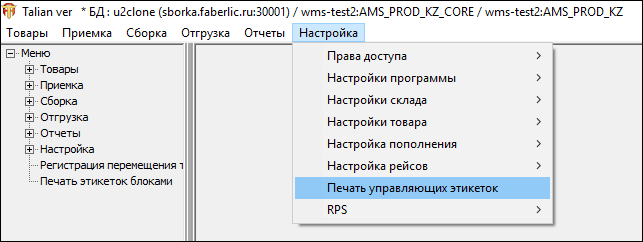 Talian ver * БД : u2clone (sborka.faberlic.ru:30001) / wms-test2:AMS_PROD_KZ_CORE / wms-test2:AMS_PROD_KZ
Товары Приемка Сборка Отгрузка Отчеты Настройка
Меню
Товары
Приемка
Сборка
Отгрузка
Отчеты
Настройка
Регистрация перемещения т
Печать этикеток блоками
Права доступа
Настройки программы
Настройки склада
Настройки товара
Настройка пополнения
Настройка рейсов
Печать управляющих этикеток
RPS